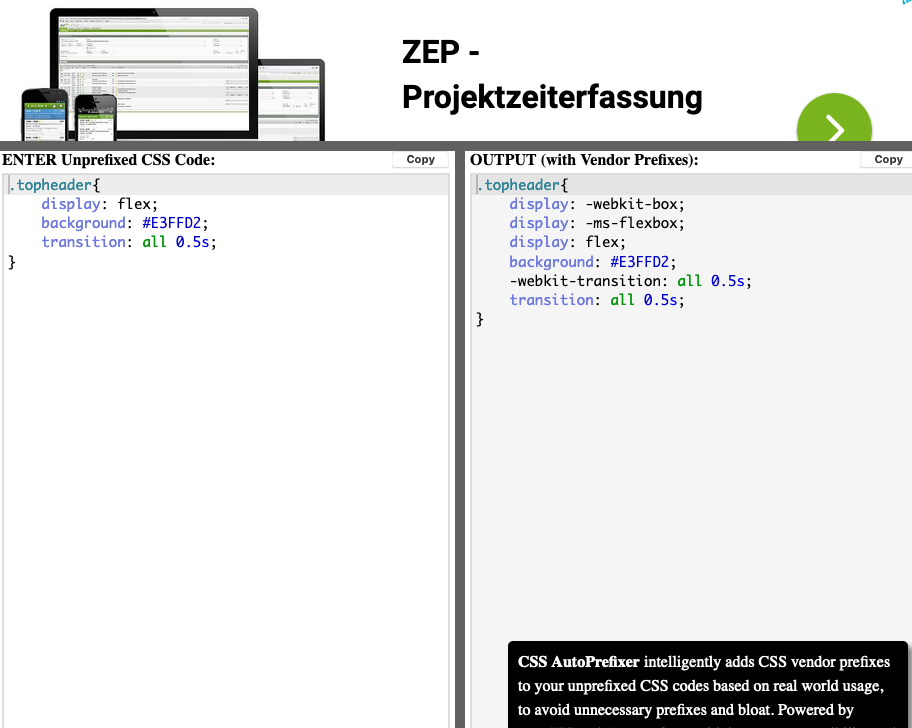 ZEP -
Projektzeiterfassung
ENTER Unprefixed CSS Code:
Copy
.topheader{
display: flex;
background: #E3FFD2;
transition: all 0.5s;
}
OUTPUT (with Vendor Prefixes):
Copy
.topheader{
display: -webkit-box;
display: -ms-flexbox;
display: flex;
background: #E3FFD2;
-webkit-transition: all 0.5s;
transition: all 0.5s;
}
CSS AutoPrefixer intelligently adds CSS vendor prefixes
to your unprefixed CSS codes based on real world usage,
to avoid unnecessary prefixes and bloat. Powered by